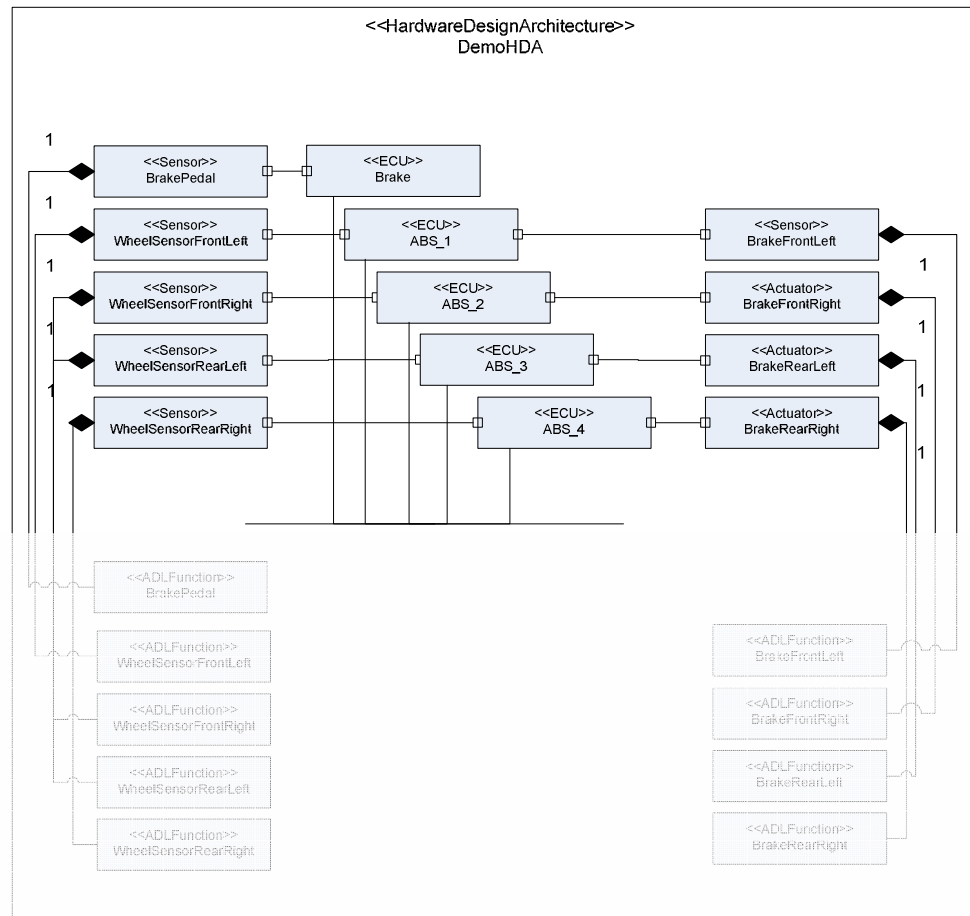 <<HardwareDesignArchitecture>>
DemoHDA
1
<<Sensor>>
BrakePedal
<<ECU>>
Brake
1
<<Sensor>>
WheelSensorFrontLeft
<<ECU>>
ABS_1
<<Sensor>>
BrakeFrontLeft
1
1
<<Sensor>>
WheelSensorFrontRight
<<ECU>>
ABS_2
<<Actuator>>
BrakeFrontRight
1
1
<<Sensor>>
WheelSensorRearLeft
<<ECU>>
ABS_3
<<Actuator>>
BrakeRearLeft
1
1
<<Sensor>>
WheelSensorRearRight
<<ECU>>
ABS_4
<<Actuator>>
BrakeRearRight
1
<<ADLFunction>>
BrakePedal
<<ADLFunction>>
WheelSensorFrontLeft
<<ADLFunction>>
BrakeFrontLeft
<<ADLFunction>>
WheelSensorFrontRight
<<ADLFunction>>
BrakeFrontRight
<<ADLFunction>>
WheelSensorRearLeft
<<ADLFunction>>
BrakeRearLeft
<<ADLFunction>>
WheelSensorRearRight
<<ADLFunction>>
BrakeRearRight